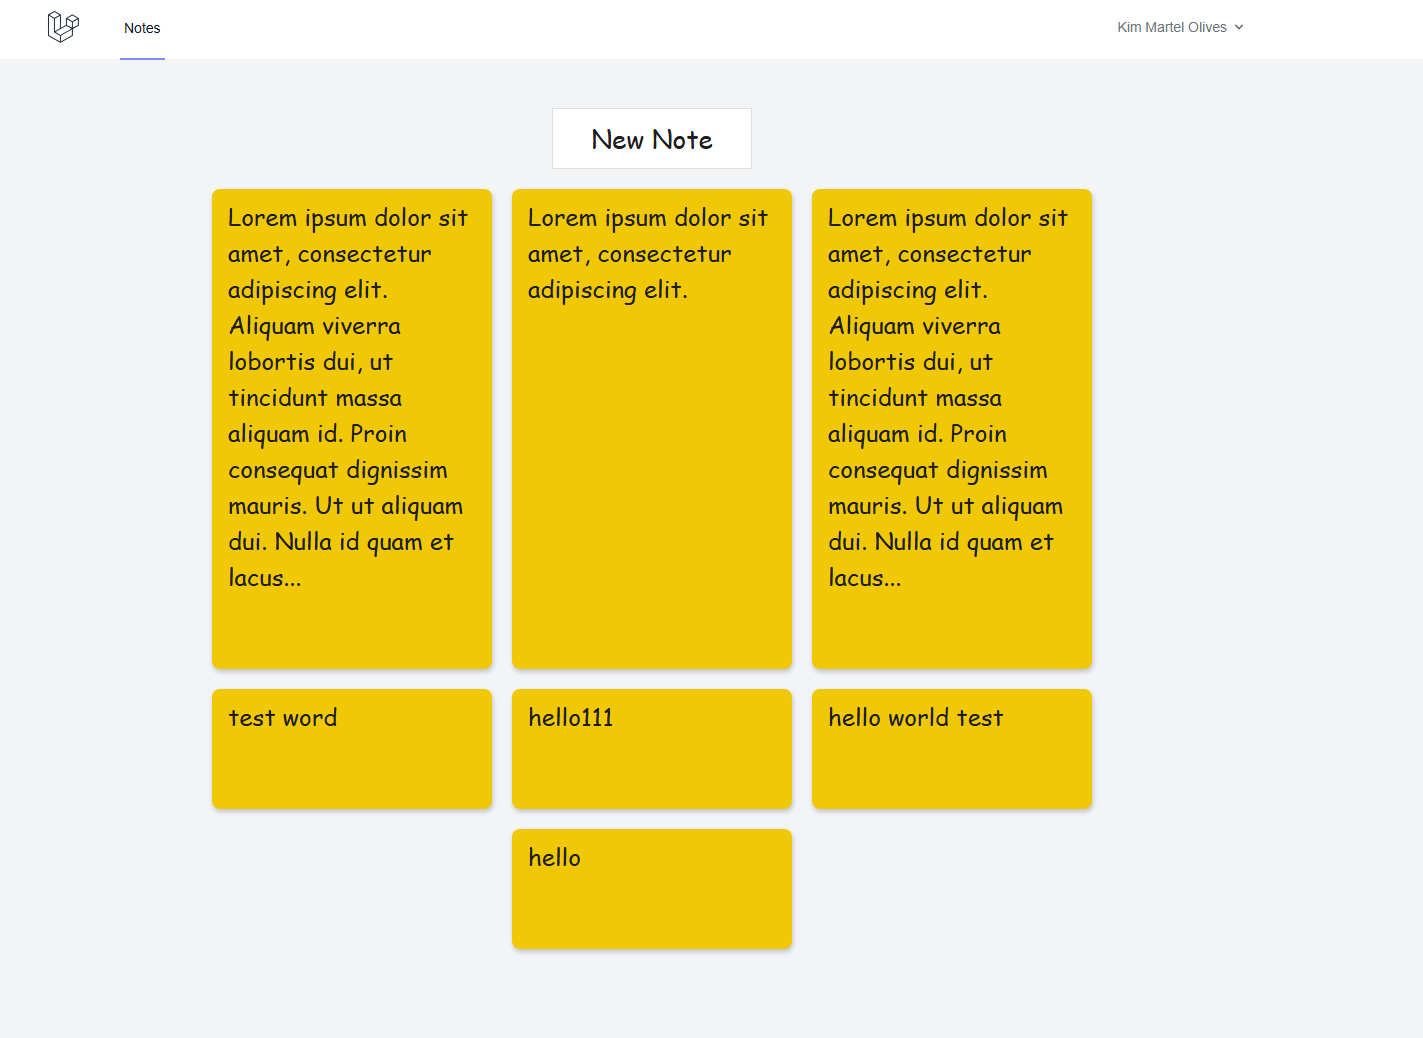 Notes
Kim Martel Olives
New Note
Lorem ipsum dolor sit
amet, consectetur
adipiscing elit.
Aliquam viverra
lobortis dui, ut
tincidunt massa
aliquam id. Proin
consequat dignissim
mauris. Ut ut aliquam
dui. Nulla id quam et
lacus...
Lorem ipsum dolor sit
amet, consectetur
adipiscing elit.
Lorem ipsum dolor sit
amet, consectetur
adipiscing elit.
Aliquam viverra
lobortis dui, ut
tincidunt massa
aliquam id. Proin
consequat dignissim
mauris. Ut ut aliquam
dui. Nulla id quam et
lacus...
test word
hello111
hello world test
hello